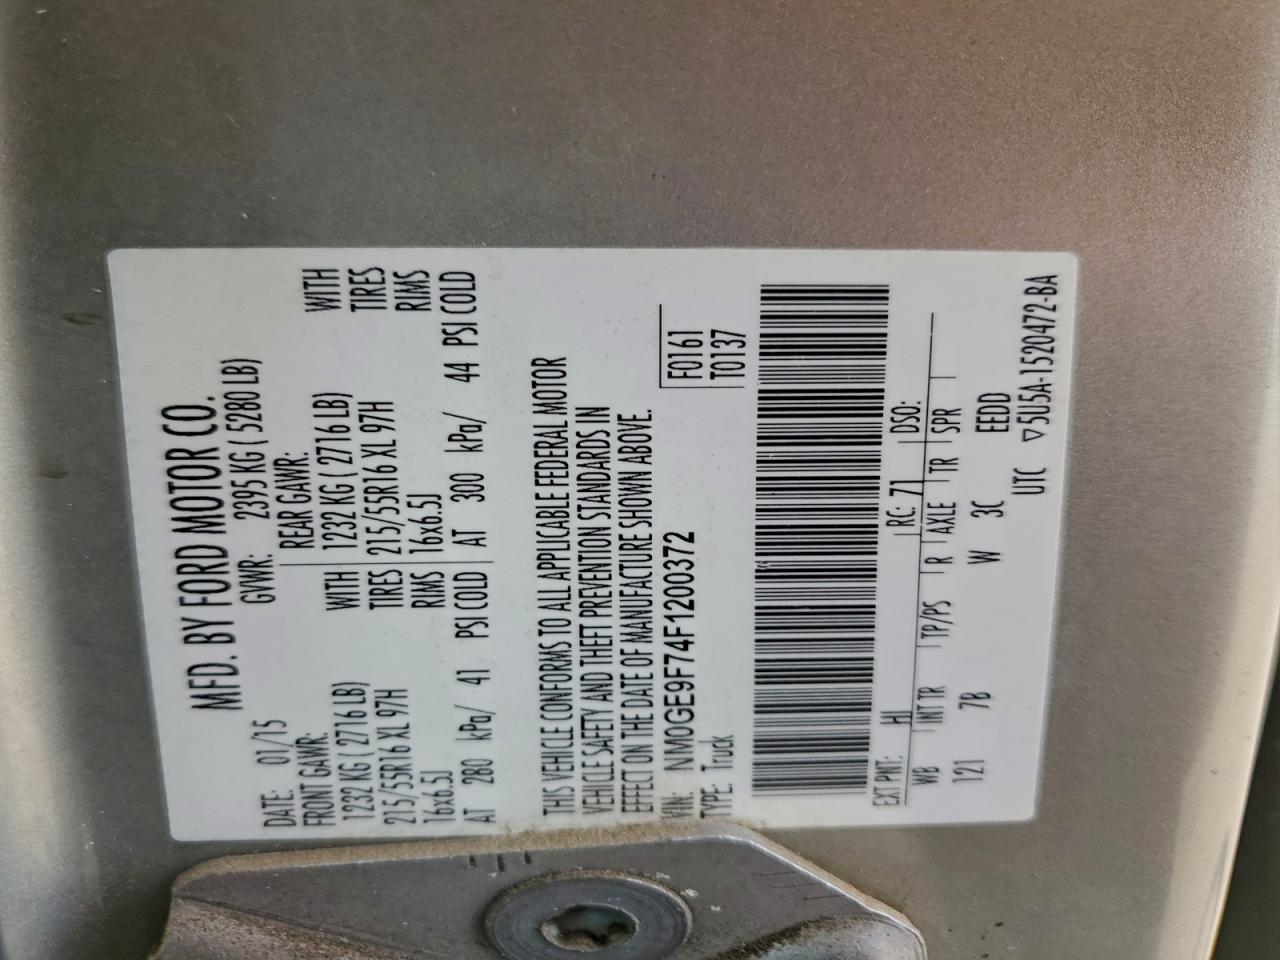 MFD. BY FORD MOTOR CO.
DATE: 01/15 GVWR: 2395 KG ( 5280 LB)
FRONT GAWR: REAR GAWR:
1232 KG ( 2716 LB) WITH 1232 KG ( 2716 LB) WITH
215/55R16 XL 97H TIRES 215/55R16 XL 97H TIRES
16x6.5J RIMS 16x6.5J RIMS
AT 280 kPa/ 41 PSI COLD AT 300 kPa/ 44 PSI COLD
THIS VEHICLE CONFORMS TO ALL APPLICABLE FEDERAL MOTOR
VEHICLE SAFETY AND THEFT PREVENTION STANDARDS IN
EFFECT ON THE DATE OF MANUFACTURE SHOWN ABOVE.
VIN: NM0GE9F74F1200372 F0161
TYPE: Truck T0137
EXT PNT: HI RC: 71 DSO:
WB INT TR TP/PS R AXLE TR SPR
121 7B W 3C EEDD
UTC ▽5U5A-1520472-BA